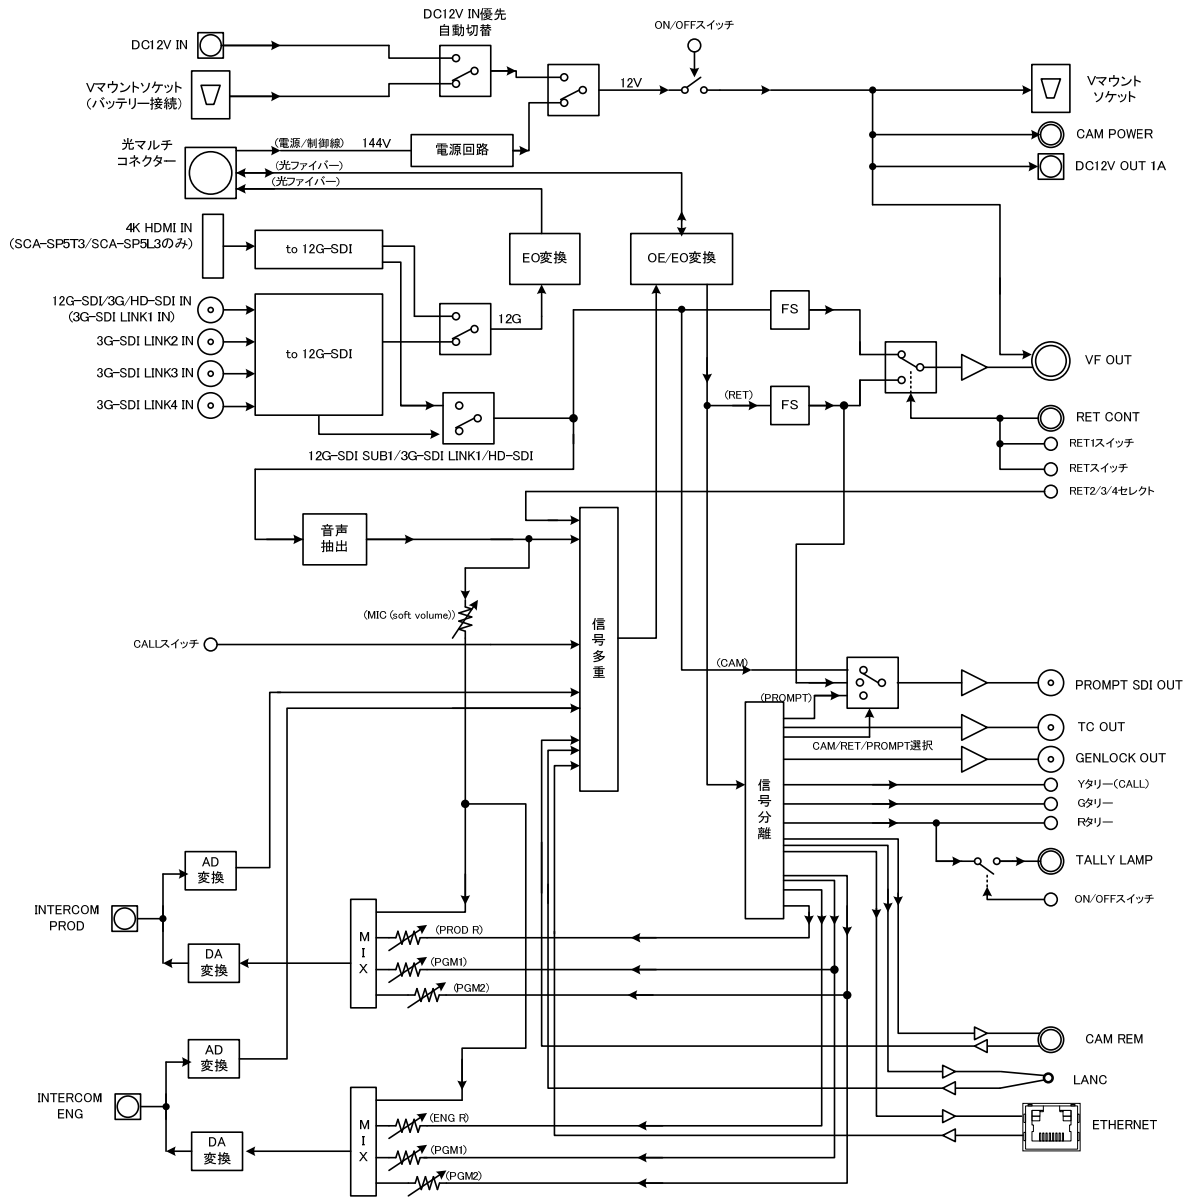 DC12V IN優先
自動切替
ON/OFFスイッチ
DC12V IN
Vマウントソケット
(バッテリー接続)
12V
Vマウント
ソケット
CAM POWER
DC12V OUT 1A
光マルチ
コネクター
(電源/制御線) 144V
電源回路
(光ファイバー)
(光ファイバー)
4K HDMI IN
(SCA-SP5T3/SCA-SP5L3のみ)
to 12G-SDI
EO変換
OE/EO変換
12G-SDI/3G/HD-SDI IN
(3G-SDI LINK1 IN)
3G-SDI LINK2 IN
3G-SDI LINK3 IN
3G-SDI LINK4 IN
to 12G-SDI
12G
FS
VF OUT
(RET)
FS
RET CONT
RET1スイッチ
RETスイッチ
RET2/3/4セレクト
12G-SDI SUB1/3G-SDI LINK1/HD-SDI
音声
抽出
(MIC (soft volume))
CALLスイッチ
信号多重
(CAM)
(PROMPT)
PROMPT SDI OUT
TC OUT
CAM/RET/PROMPT選択
GENLOCK OUT
信号分離
Yタリー(CALL)
Gタリー
Rタリー
TALLY LAMP
ON/OFFスイッチ
AD
変換
INTERCOM
PROD
DA
変換
MIX
(PROD R)
(PGM1)
(PGM2)
AD
変換
INTERCOM
ENG
DA
変換
MIX
(ENG R)
(PGM1)
(PGM2)
CAM REM
LANC
ETHERNET